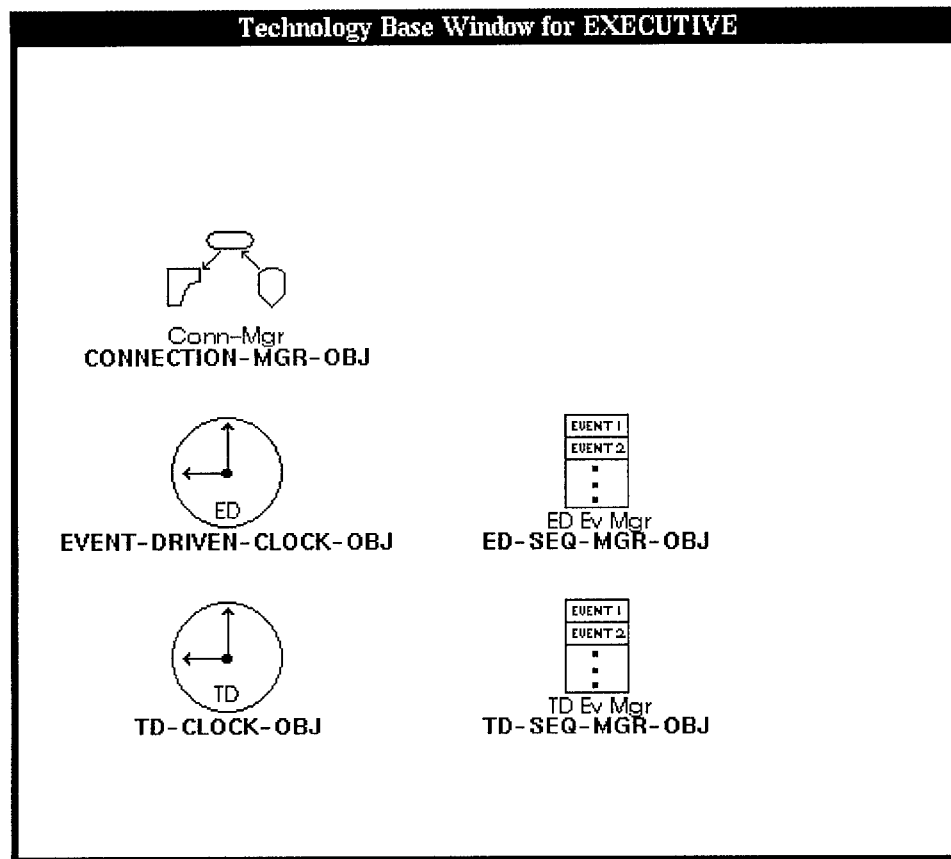 Technology Base Window for EXECUTIVE
Conn-Mgr
CONNECTION-MGR-OBJ
ED
EVENT-DRIVEN-CLOCK-OBJ
EVENT 1
EVENT 2
ED Ev Mgr
ED-SEQ-MGR-OBJ
TD
TD-CLOCK-OBJ
EVENT 1
EVENT 2
TD Ev Mgr
TD-SEQ-MGR-OBJ